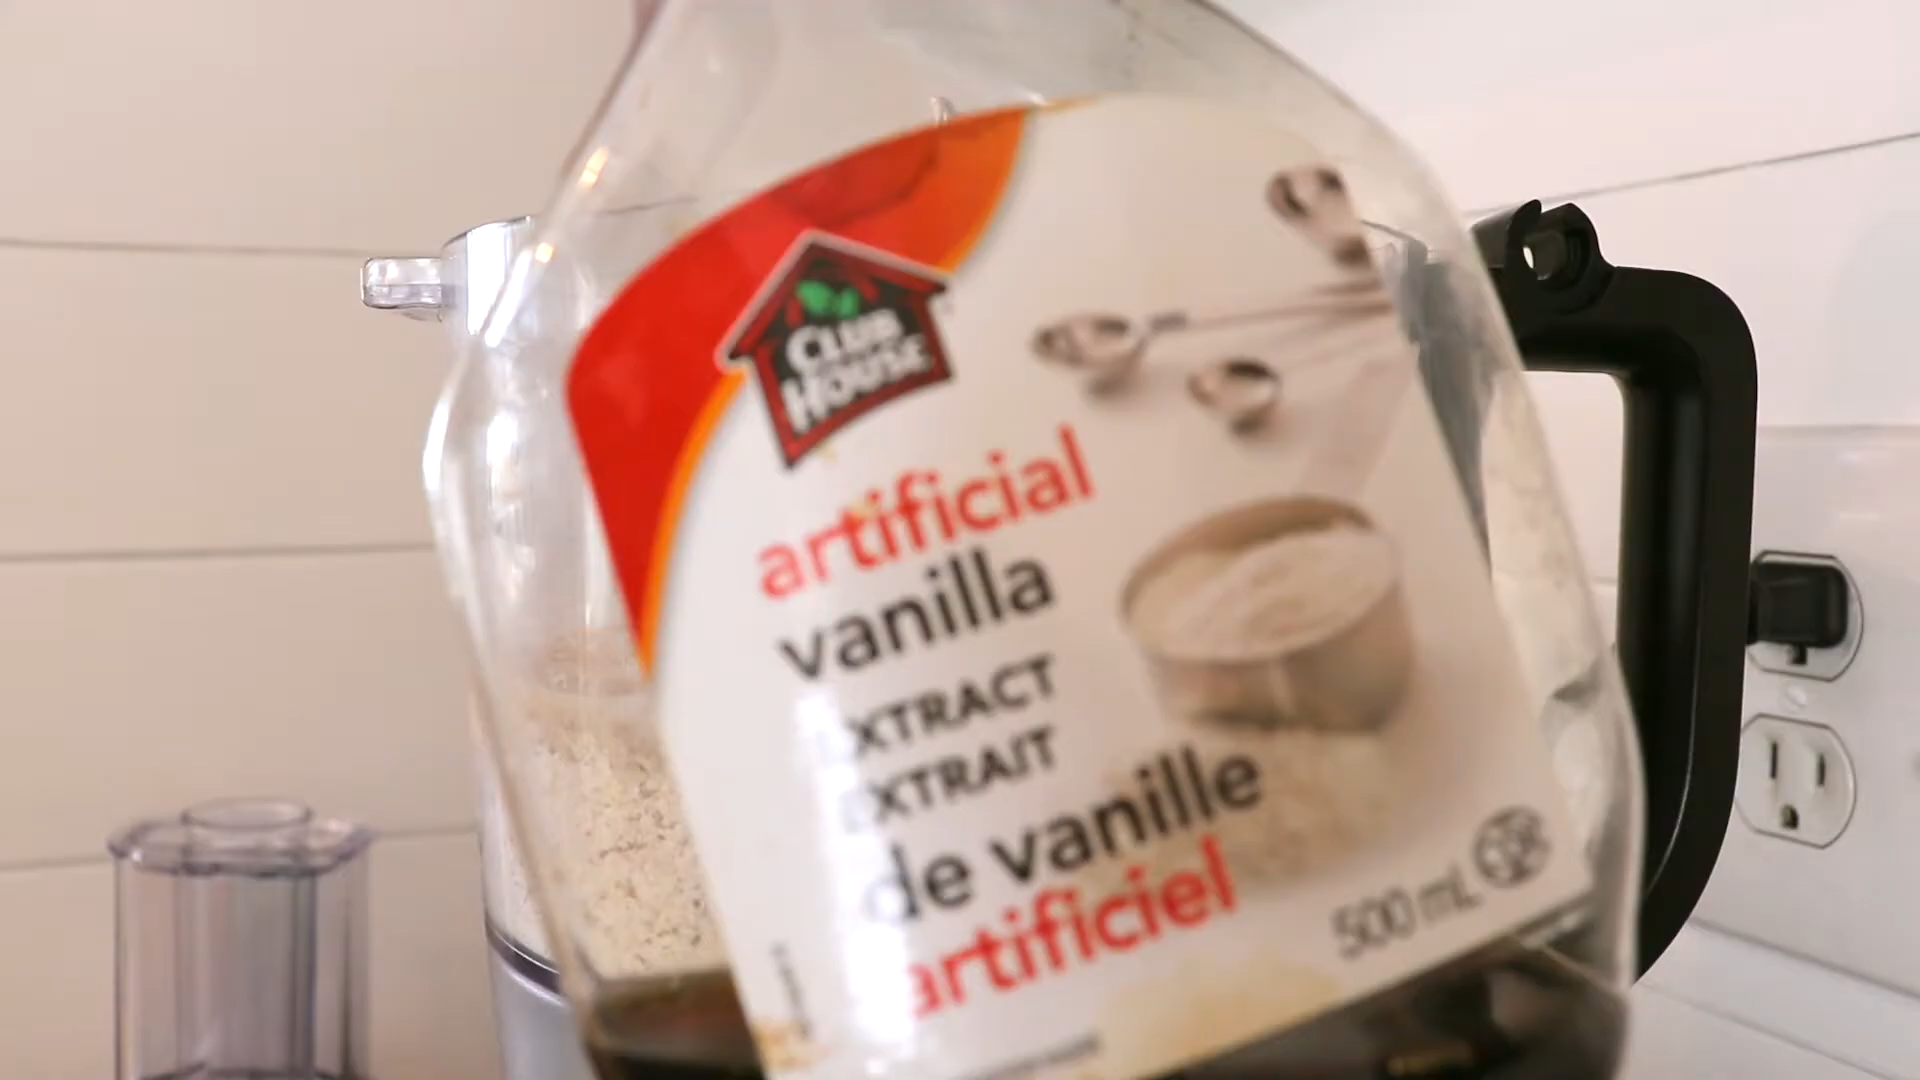 CLUB
HOUSE
artificial
vanilla
EXTRACT
EXTRAIT
de vanille
artificiel
500 mL